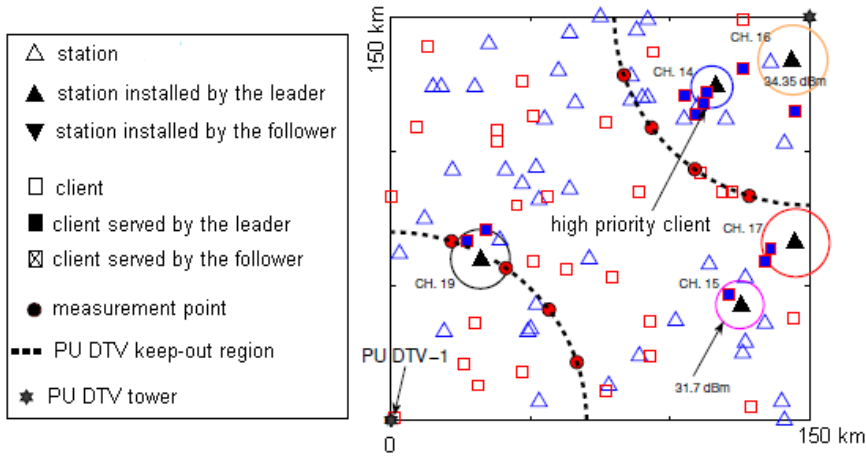 station
station installed by the leader
station installed by the follower
client
client served by the leader
client served by the follower
measurement point
PU DTV keep-out region
PU DTV tower
150 km
CH. 16
CH. 14
34.35 dBm
high priority client
CH. 17
CH. 19
CH. 15
PU DTV-1
31.7 dBm
0
150 km